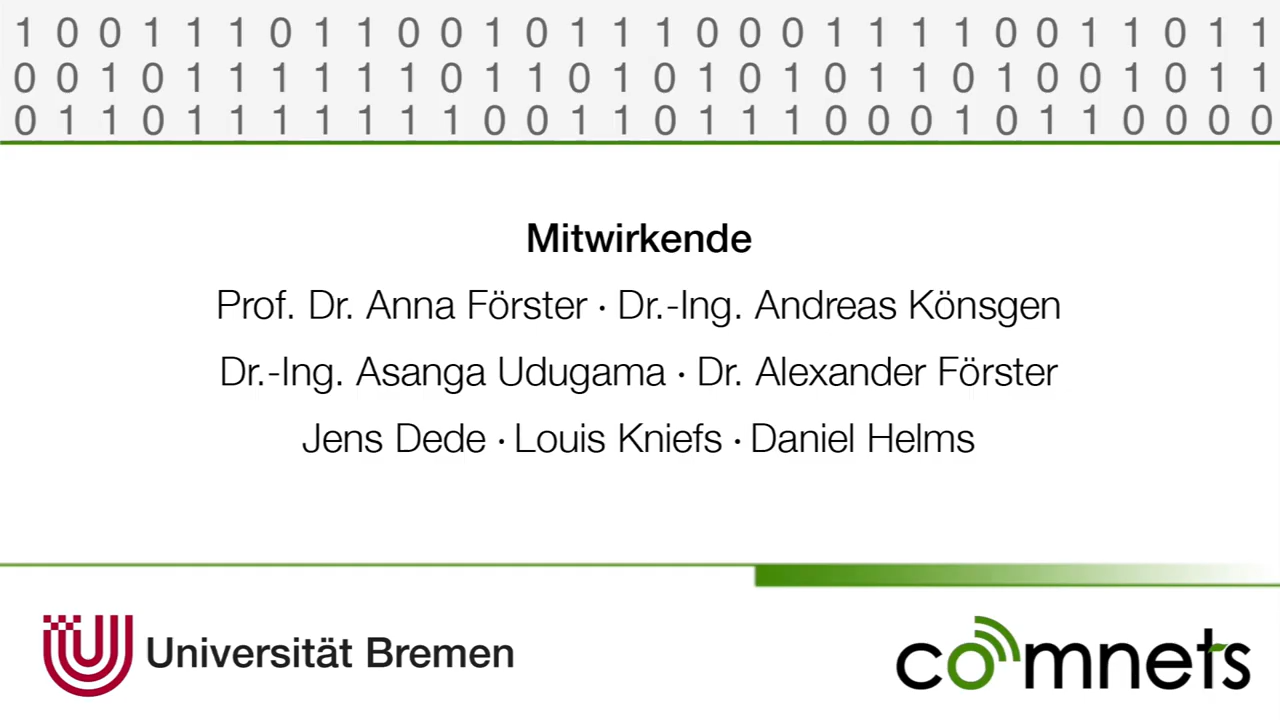 1 0 0 1 1 1 0 1 1 0 0 1 0 1 1 1 0 0 0 1 1 1 1 0 0 1 1 0 1 1
0 0 1 0 1 1 1 1 1 1 0 1 1 0 1 0 1 0 1 0 1 1 0 1 0 0 1 0 1 1
0 1 1 0 1 1 1 1 1 1 1 0 0 1 1 0 1 1 1 0 0 0 1 0 1 1 0 0 0 0
Mitwirkende
Prof. Dr. Anna Förster · Dr.-Ing. Andreas Könsgen
Dr.-Ing. Asanga Udugama · Dr. Alexander Förster
Jens Dede · Louis Kniefs · Daniel Helms
Universität Bremen
comnets